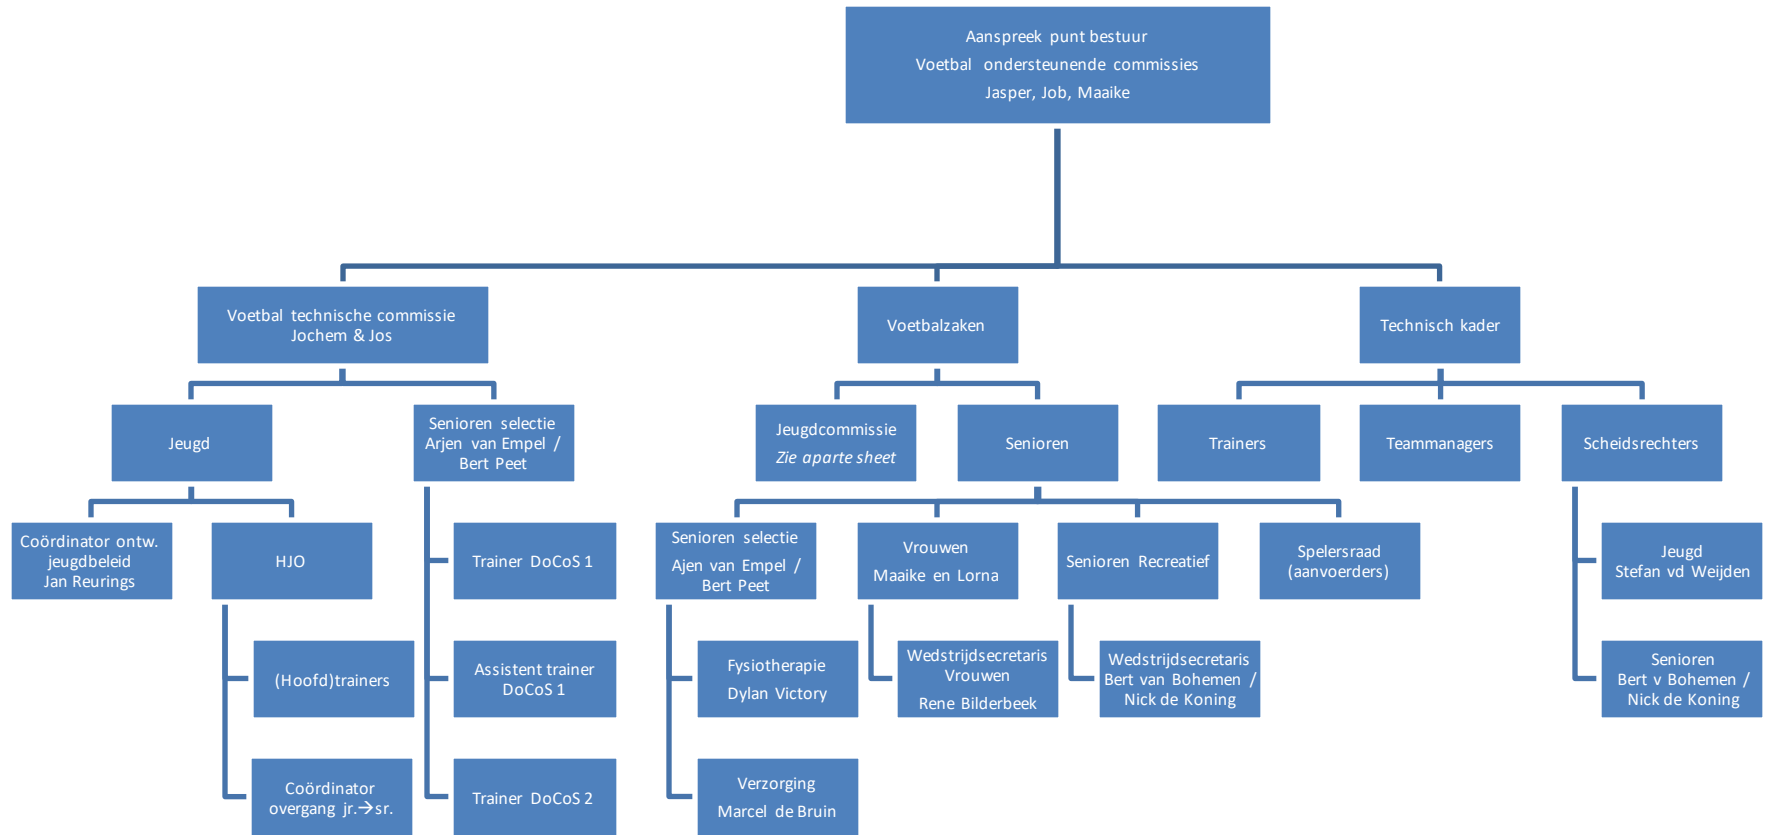 Aanspreek punt bestuur
Voetbal ondersteunende commissies
Jasper, Job, Maaike
Voetbal technische commissie
Jochem & Jos
Voetbalzaken
Technisch kader
Jeugd
Senioren selectie
Arjen van Empel /
Bert Peet
Jeugdcommissie
Zie aparte sheet
Senioren
Trainers
Teammanagers
Scheidsrechters
Coördinator ontw.
jeugdbeleid
Jan Reurings
HJO
Trainer DoCoS 1
Senioren selectie
Ajen van Empel /
Bert Peet
Vrouwen
Maaike en Lorna
Senioren Recreatief
Spelersraad
(aanvoerders)
Jeugd
Stefan vd Weijden
(Hoofd)trainers
Assistent trainer
DoCoS 1
Fysiotherapie
Dylan Victory
Wedstrijdsecretaris
Vrouwen
Rene Bilderbeek
Wedstrijdsecretaris
Bert van Bohemen /
Nick de Koning
Senioren
Bert v Bohemen /
Nick de Koning
Coördinator
overgang jr.→sr.
Trainer DoCoS 2
Verzorging
Marcel de Bruin